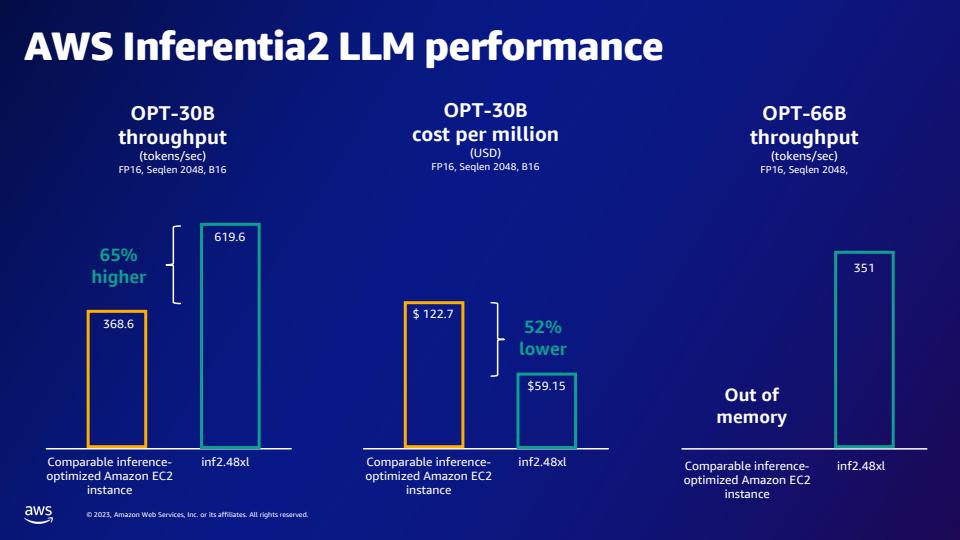 AWS Inferentia2 LLM performance
OPT-30B
throughput
(tokens/sec)
FP16, Seqlen 2048, B16
65%
higher
368.6
619.6
Comparable inference-
optimized Amazon EC2
instance
inf2.48xl
OPT-30B
cost per million
(USD)
FP16, Seqlen 2048, B16
$ 122.7
52%
lower
$59.15
Comparable inference-
optimized Amazon EC2
instance
inf2.48xl
OPT-66B
throughput
(tokens/sec)
FP16, Seqlen 2048,
Out of
memory
351
Comparable inference-
optimized Amazon EC2
instance
inf2.48xl
aws
© 2023, Amazon Web Services, Inc. or its affiliates. All rights reserved.